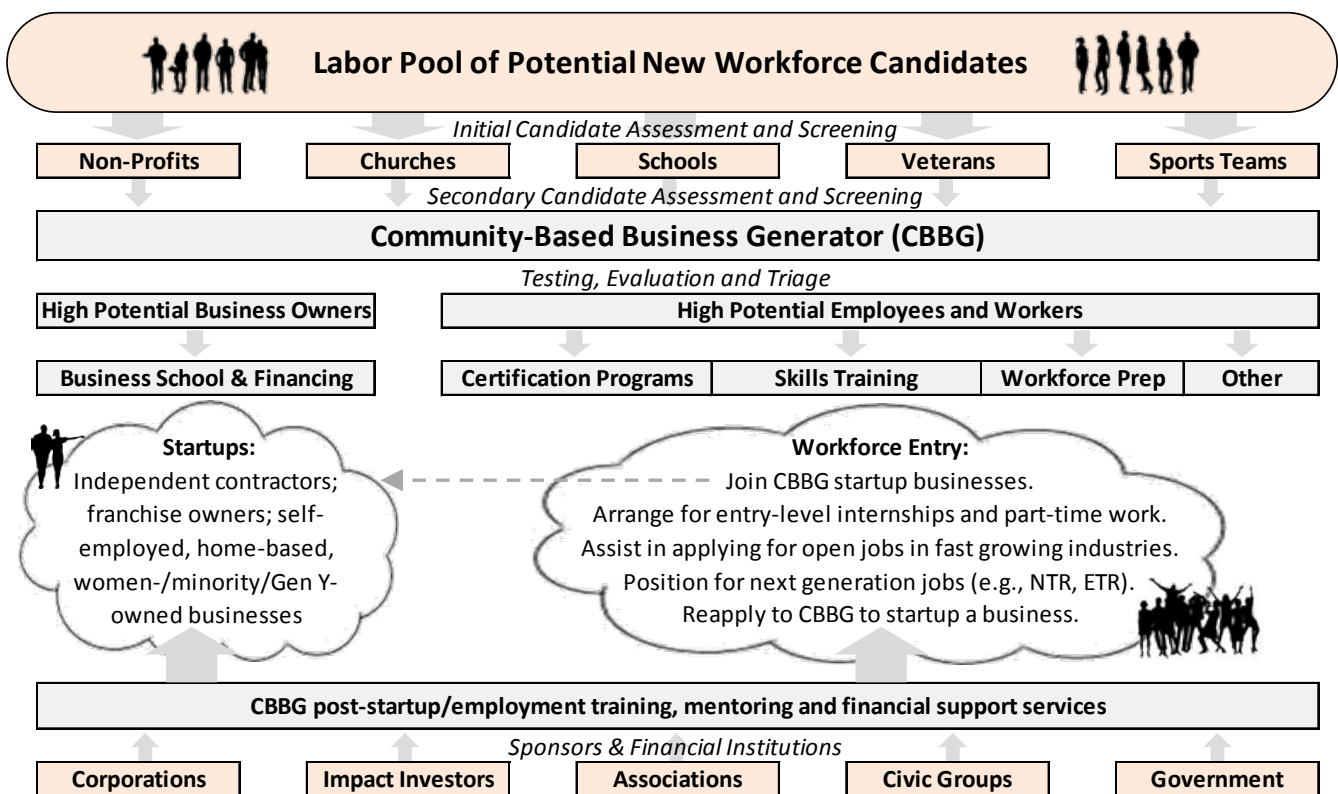 Labor Pool of Potential New Workforce Candidates
Initial Candidate Assessment and Screening
Non-Profits
Churches
Schools
Veterans
Sports Teams
Secondary Candidate Assessment and Screening
Community-Based Business Generator (CBBG)
Testing, Evaluation and Triage
High Potential Business Owners
High Potential Employees and Workers
Business School & Financing
Certification Programs
Skills Training
Workforce Prep
Other
Startups:
Independent contractors;
franchise owners; self-
employed, home-based,
women-/minority/Gen Y-
owned businesses
Workforce Entry:
Join CBBG startup businesses.
Arrange for entry-level internships and part-time work.
Assist in applying for open jobs in fast growing industries.
Position for next generation jobs (e.g., NTR, ETR).
Reapply to CBBG to startup a business.
CBBG post-startup/employment training, mentoring and financial support services
Sponsors & Financial Institutions
Corporations
Impact Investors
Associations
Civic Groups
Government